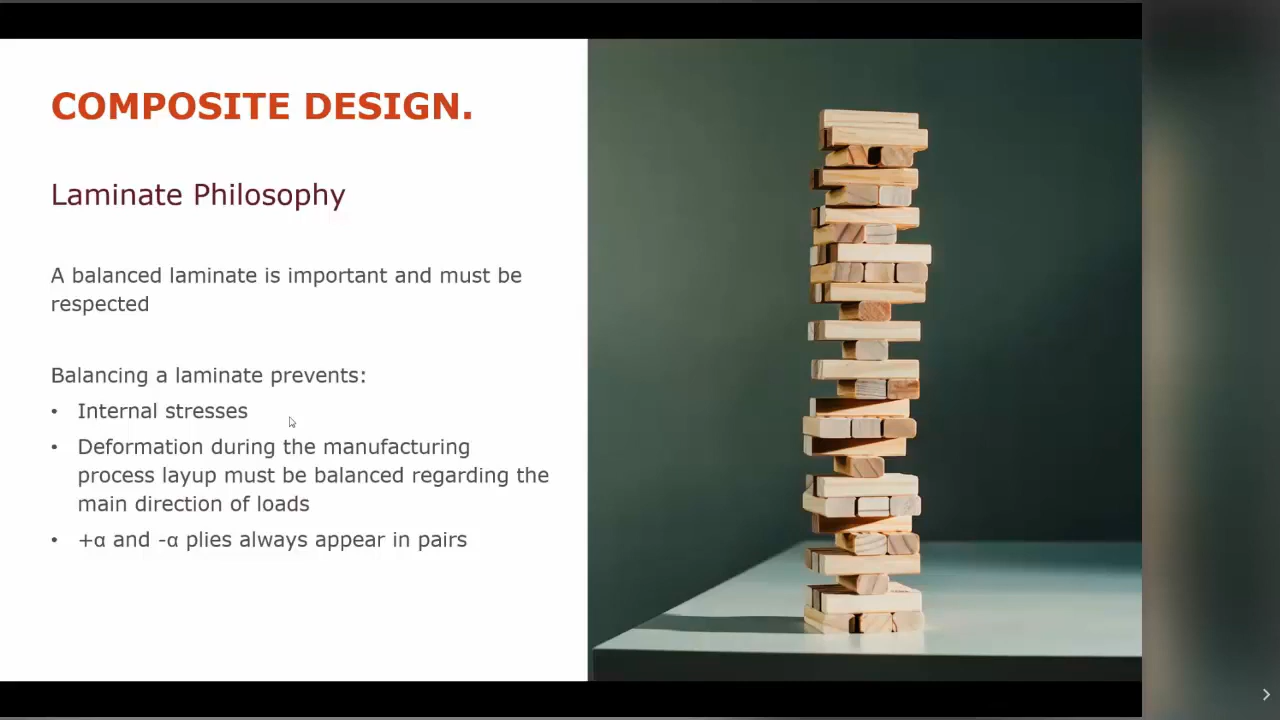 COMPOSITE DESIGN.
Laminate Philosophy
A balanced laminate is important and must be
respected
Balancing a laminate prevents:
• Internal stresses
• Deformation during the manufacturing
process layup must be balanced regarding the
main direction of loads
• +α and -α plies always appear in pairs